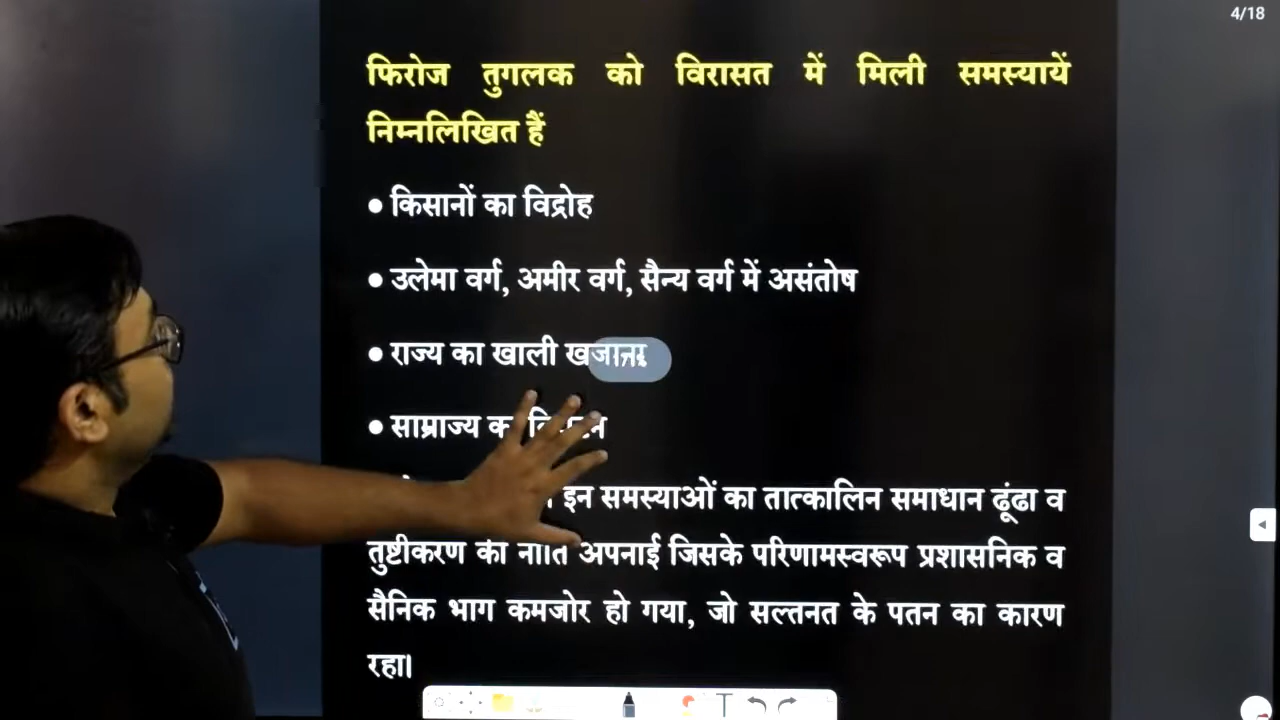 4/18
फिरोज तुगलक को विरासत में मिली समस्यायें
निम्नलिखित हैं
• किसानों का विद्रोह
• उलेमा वर्ग, अमीर वर्ग, सैन्य वर्ग में असंतोष
• राज्य का खाली खजाना
• साम्राज्य का
इन समस्याओं का तात्कालिन समाधान ढूंढा व
तुष्टीकरण की नीति अपनाई जिसके परिणामस्वरूप प्रशासनिक व
सैनिक भाग कमजोर हो गया, जो सल्तनत के पतन का कारण
रहा।
T